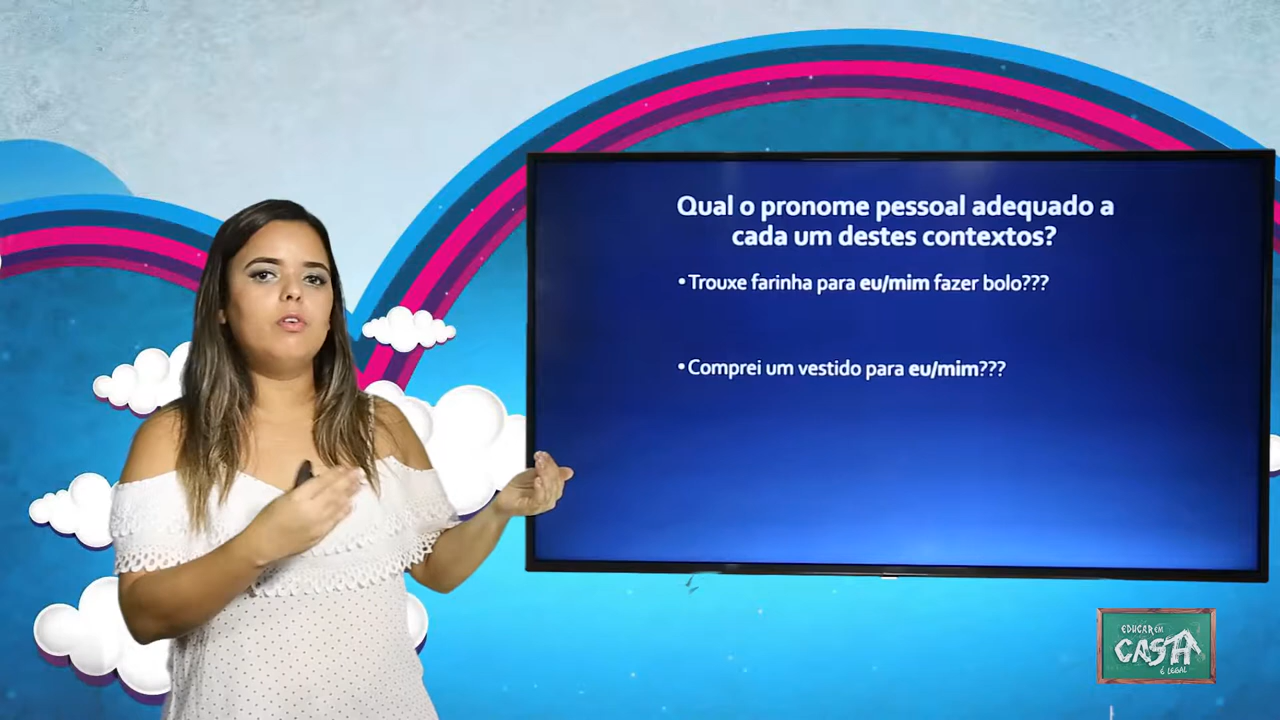 Qual o pronome pessoal adequado a
cada um destes contextos?
•Trouxe farinha para eu/mim fazer bolo???
•Comprei um vestido para eu/mim???
EDUCAR EM
CASA
É LEGAL